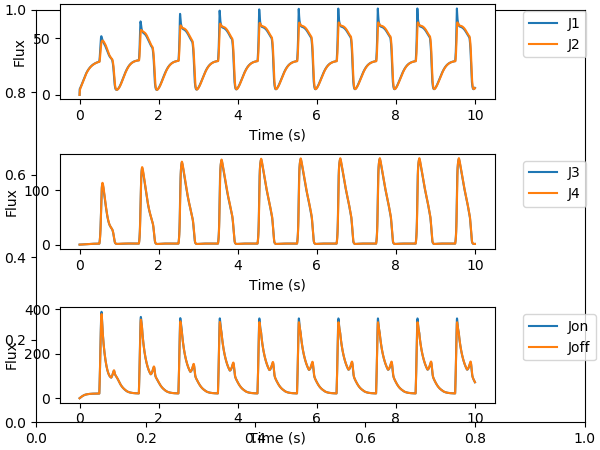 1.0
50
0
Flux
0 2 4 6 8 10
Time (s)
J1
J2
0.8
0.6
100
0
Flux
0 2 4 6 8 10
Time (s)
J3
J4
0.4
400
200
0
Flux
0.2
0 2 4 6 8 10
Time (s)
Jon
Joff
0.0
0.0 0.2 0.4 0.6 0.8 1.0